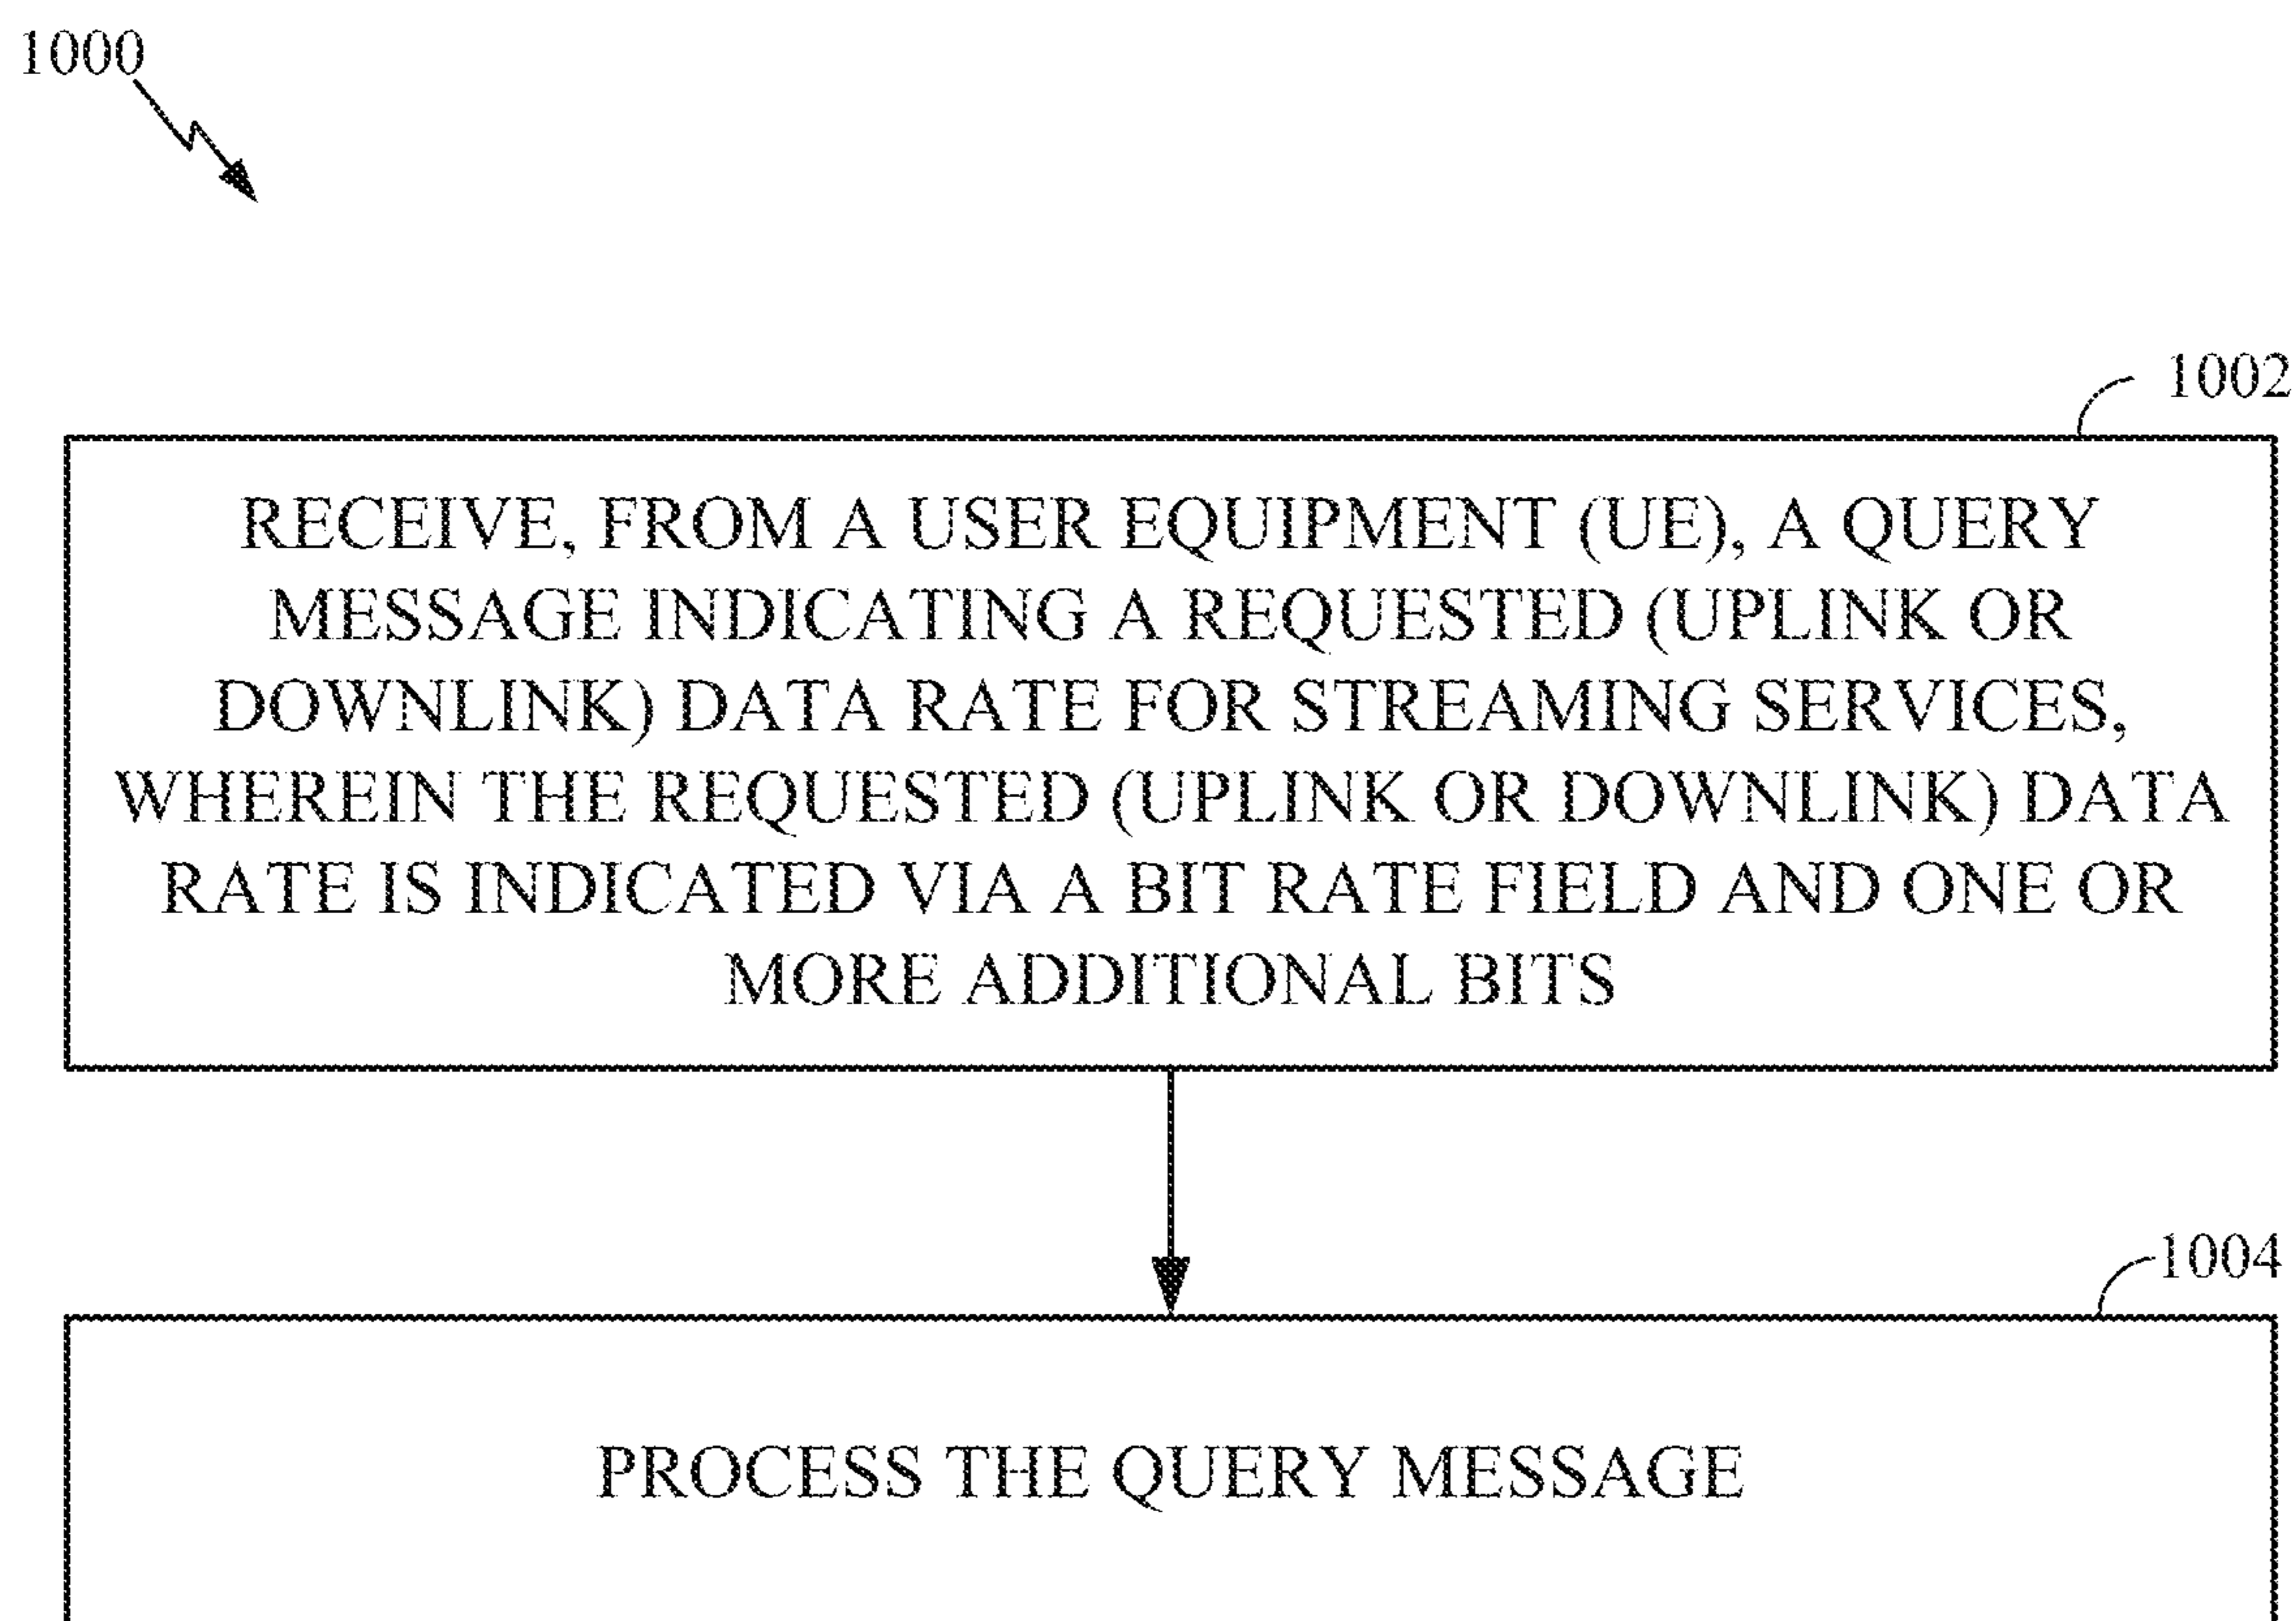 1000
1002
RECEIVE, FROM A USER EQUIPMENT (UE), A QUERY
MESSAGE INDICATING A REQUESTED (UPLINK OR
DOWNLINK) DATA RATE FOR STREAMING SERVICES,
WHEREIN THE REQUESTED (UPLINK OR DOWNLINK) DATA
RATE IS INDICATED VIA A BIT RATE FIELD AND ONE OR
MORE ADDITIONAL BITS
1004
PROCESS THE QUERY MESSAGE